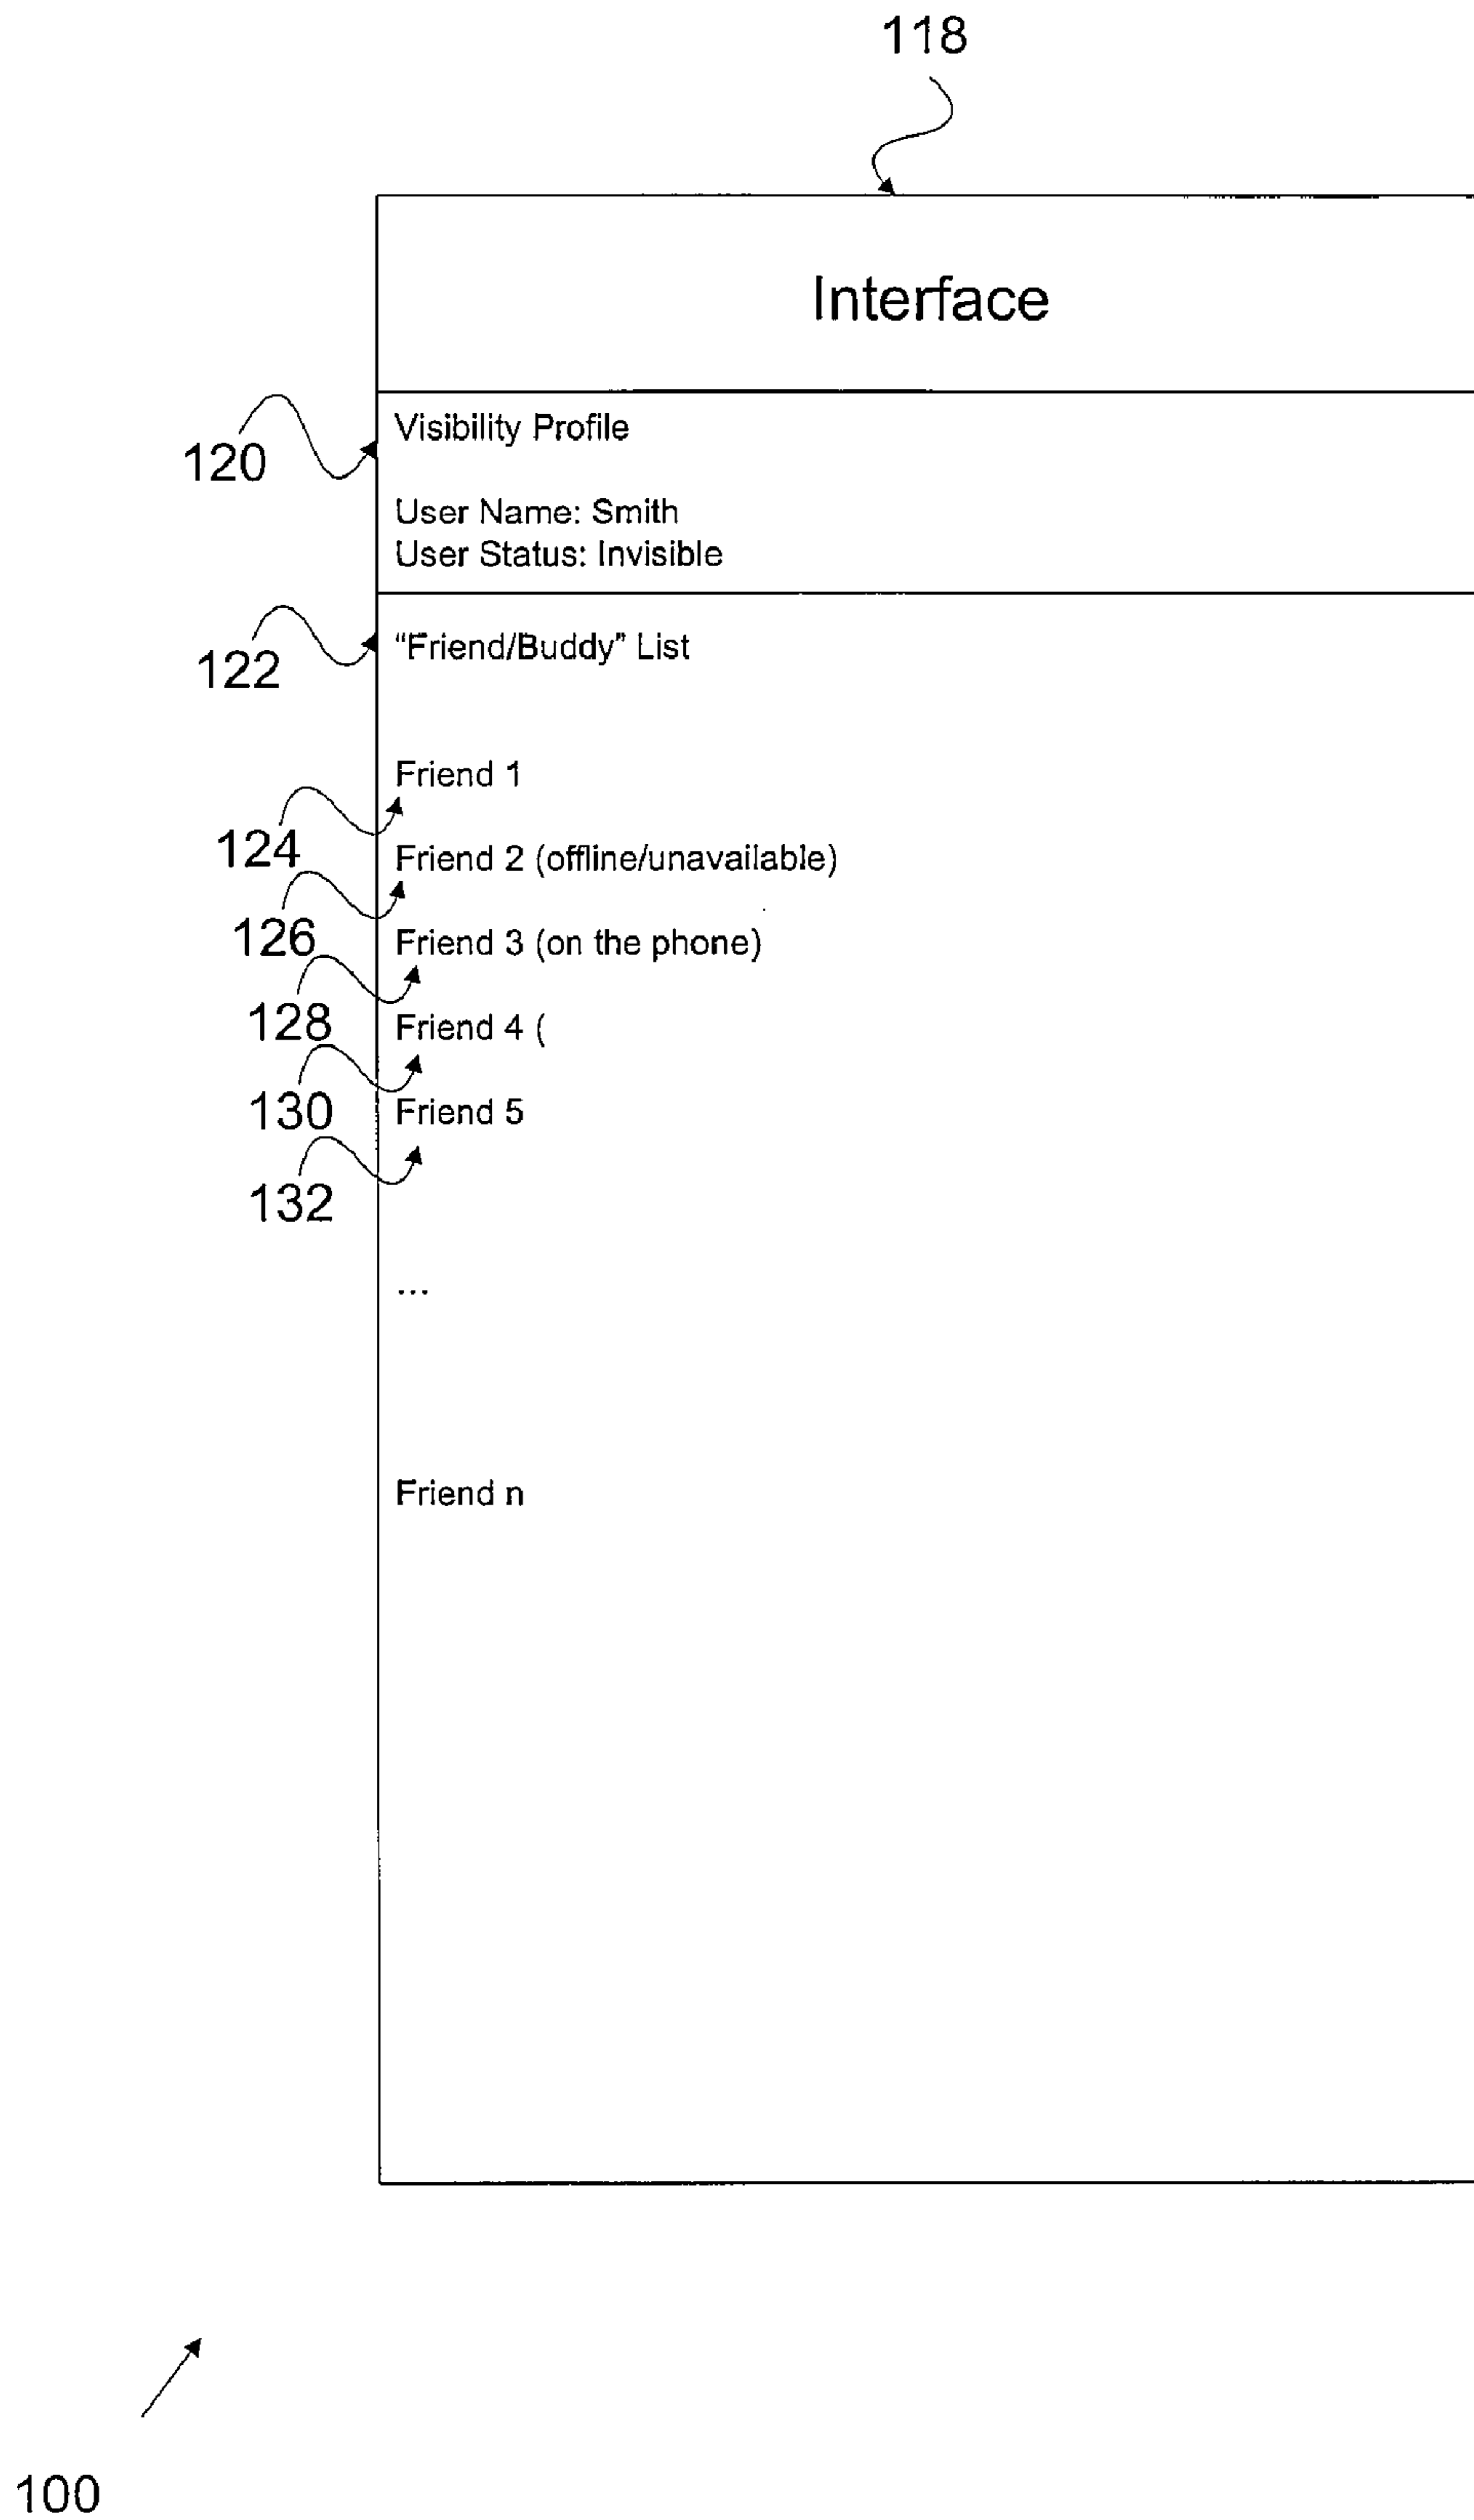 118
Interface
120
Visibility Profile
User Name: Smith
User Status: Invisible
122
“Friend/Buddy” List
Friend 1
124
Friend 2 (offline/unavailable)
126
Friend 3 (on the phone)
128
Friend 4 (
130
Friend 5
132
...
Friend n
100